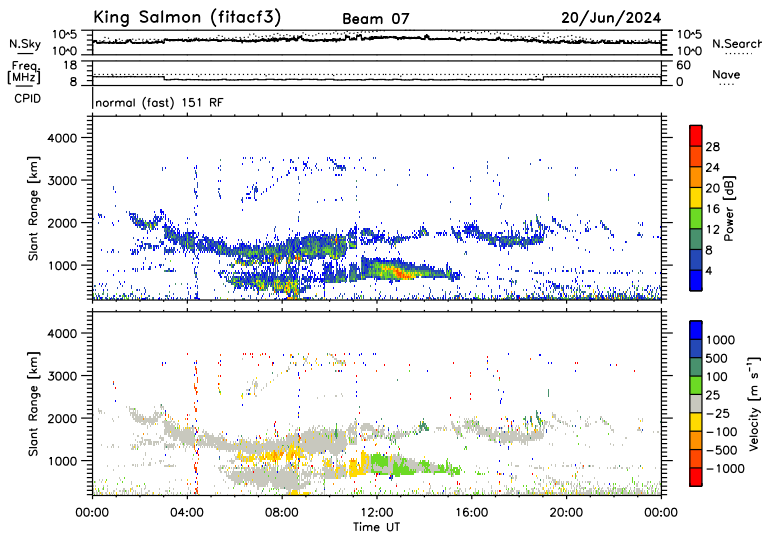 King Salmon (fitacf3) Beam 07 20/Jun/2024
N.Sky 10^5 10^0 10^5 10^0 N.Search
Freq. [MHz] 18 8 60 0 Nave
CPID normal (fast) 151 RF
Slant Range [km] 4000 3000 2000 1000
Power [dB] 28 24 20 16 12 8 4
Slant Range [km] 4000 3000 2000 1000
Velocity [m s⁻¹] 1000 500 100 25 -25 -100 -500 -1000
00:00 04:00 08:00 12:00 16:00 20:00 00:00
Time UT